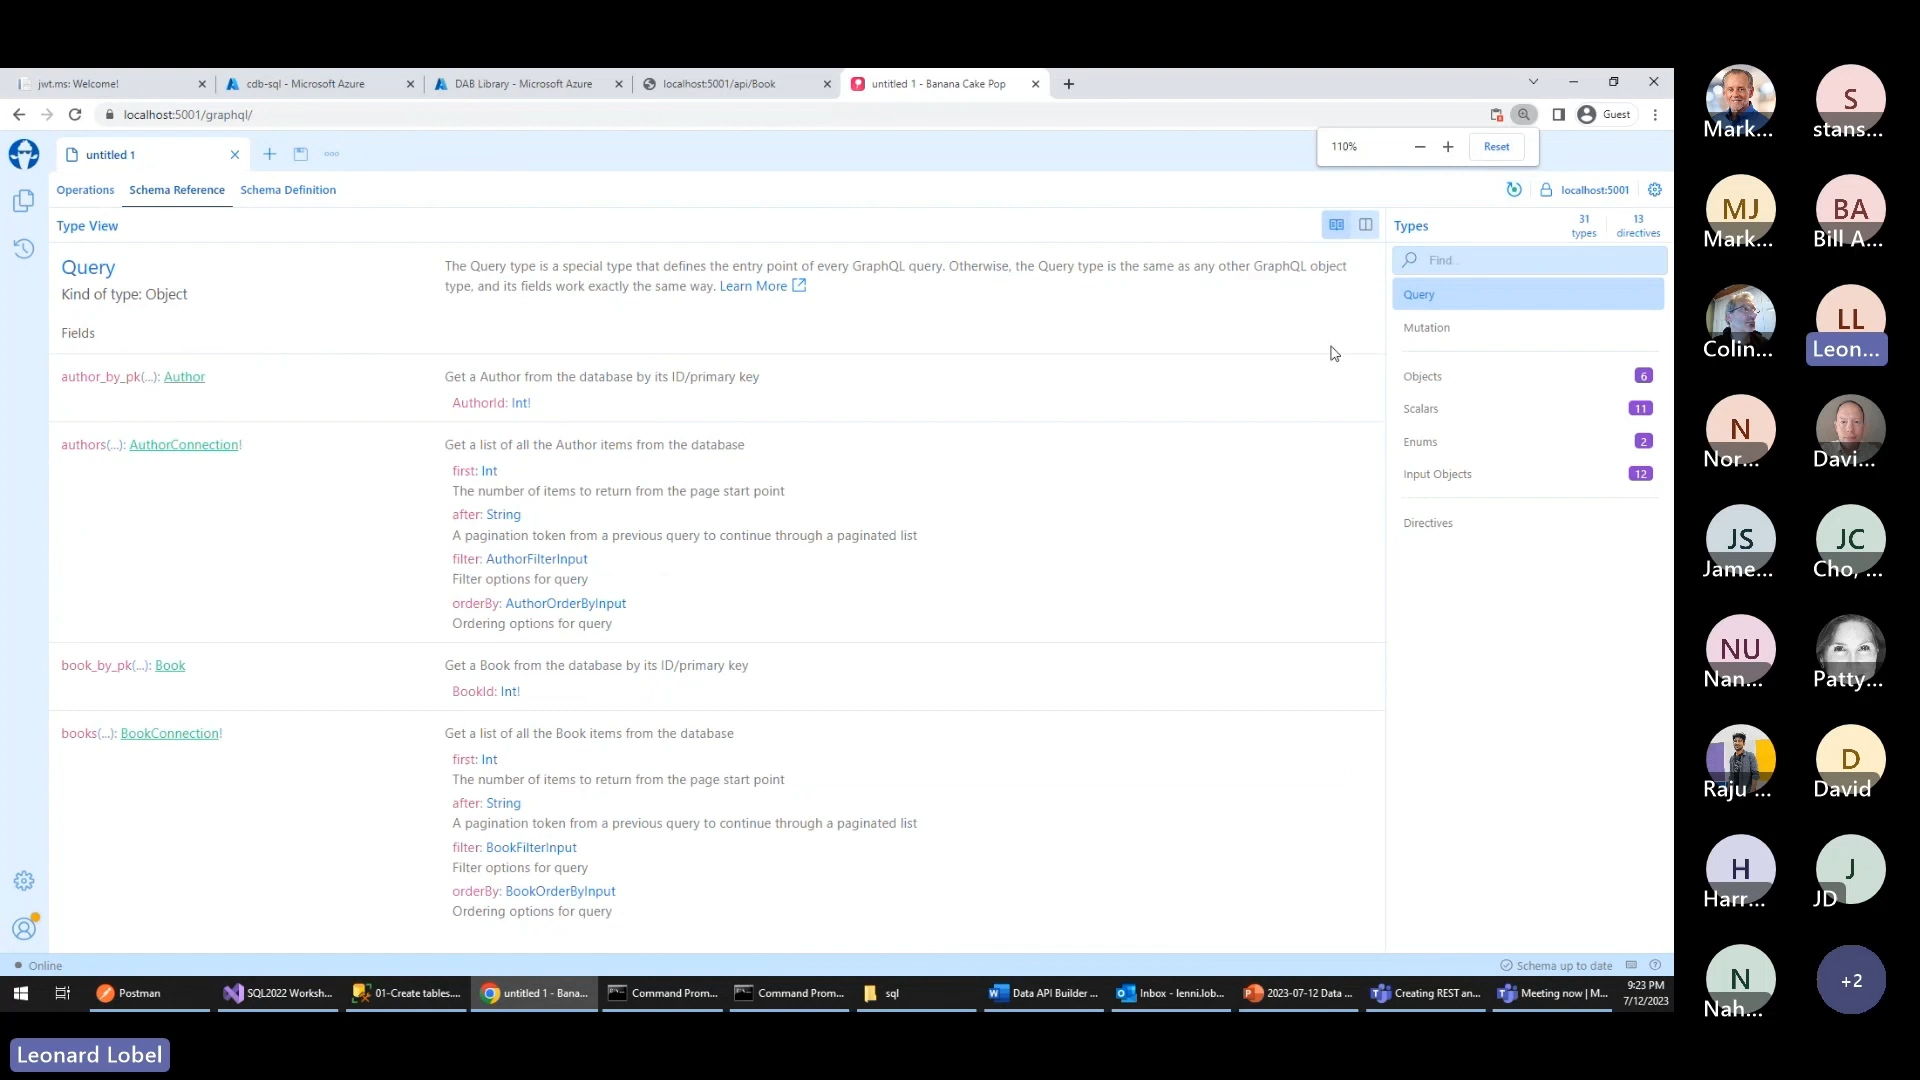 jwt.ms: Welcome!
cdb-sql - Microsoft Azure
DAB Library - Microsoft Azure
localhost:5001/api/Book
untitled 1 - Banana Cake Pop
localhost:5001/graphql/
Guest
untitled 1
110%
Reset
Operations
Schema Reference
Schema Definition
localhost:5001
Type View
Types
31
types
13
directives
Query
Kind of type: Object
The Query type is a special type that defines the entry point of every GraphQL query. Otherwise, the Query type is the same as any other GraphQL object
type, and its fields work exactly the same way. Learn More
Find...
Query
Mutation
Fields
author_by_pk(...): Author
Get a Author from the database by its ID/primary key
AuthorId: Int!
Objects 6
Scalars 11
Enums 2
Input Objects 12
Directives
authors(...): AuthorConnection!
Get a list of all the Author items from the database
first: Int
The number of items to return from the page start point
after: String
A pagination token from a previous query to continue through a paginated list
filter: AuthorFilterInput
Filter options for query
orderBy: AuthorOrderByInput
Ordering options for query
book_by_pk(...): Book
Get a Book from the database by its ID/primary key
BookId: Int!
books(...): BookConnection!
Get a list of all the Book items from the database
first: Int
The number of items to return from the page start point
after: String
A pagination token from a previous query to continue through a paginated list
filter: BookFilterInput
Filter options for query
orderBy: BookOrderByInput
Ordering options for query
Online
Schema up to date
Postman
SQL2022 Worksh...
01-Create tables....
untitled 1 - Bana...
Command Prom...
Command Prom...
sql
Data API Builder ...
Inbox - lenni.lob...
2023-07-12 Data ...
Creating REST an...
Meeting now | M...
9:23 PM
7/12/2023
Mark...
S
stans...
MJ
Mark...
BA
Bill A...
Colin...
LL
Leon...
N
Nor...
Davi...
JS
Jame...
JC
Cho, ...
NU
Nan...
Patty...
Raju ...
D
David
H
Harr...
J
JD
N
Nah...
+2
Leonard Lobel